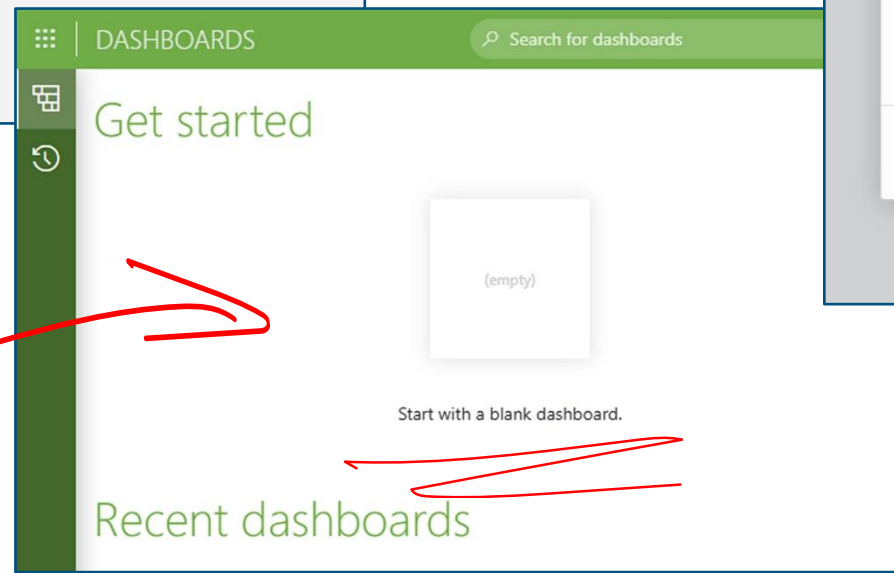 DASHBOARDS
Search for dashboards
Get started
(empty)
Start with a blank dashboard.
Recent dashboards